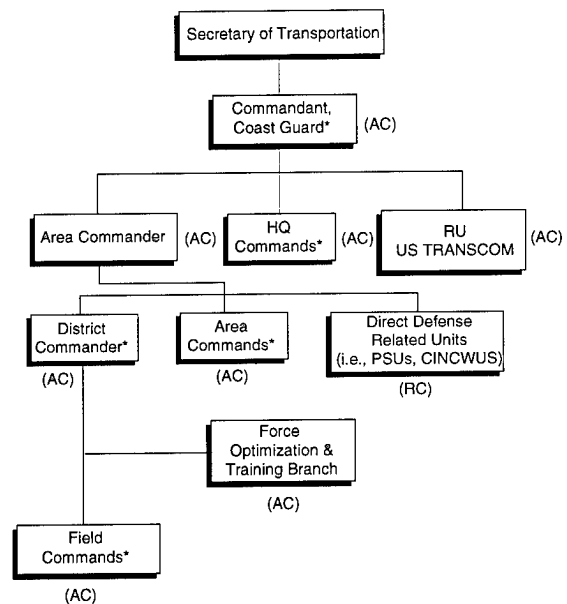 Secretary of Transportation
Commandant,
Coast Guard*
(AC)
Area Commander
(AC)
HQ
Commands*
(AC)
RU
US TRANSCOM
(AC)
District
Commander*
(AC)
Area
Commands*
(AC)
Direct Defense
Related Units
(i.e., PSUs, CINCWUS)
(RC)
Force
Optimization &
Training Branch
(AC)
Field
Commands*
(AC)